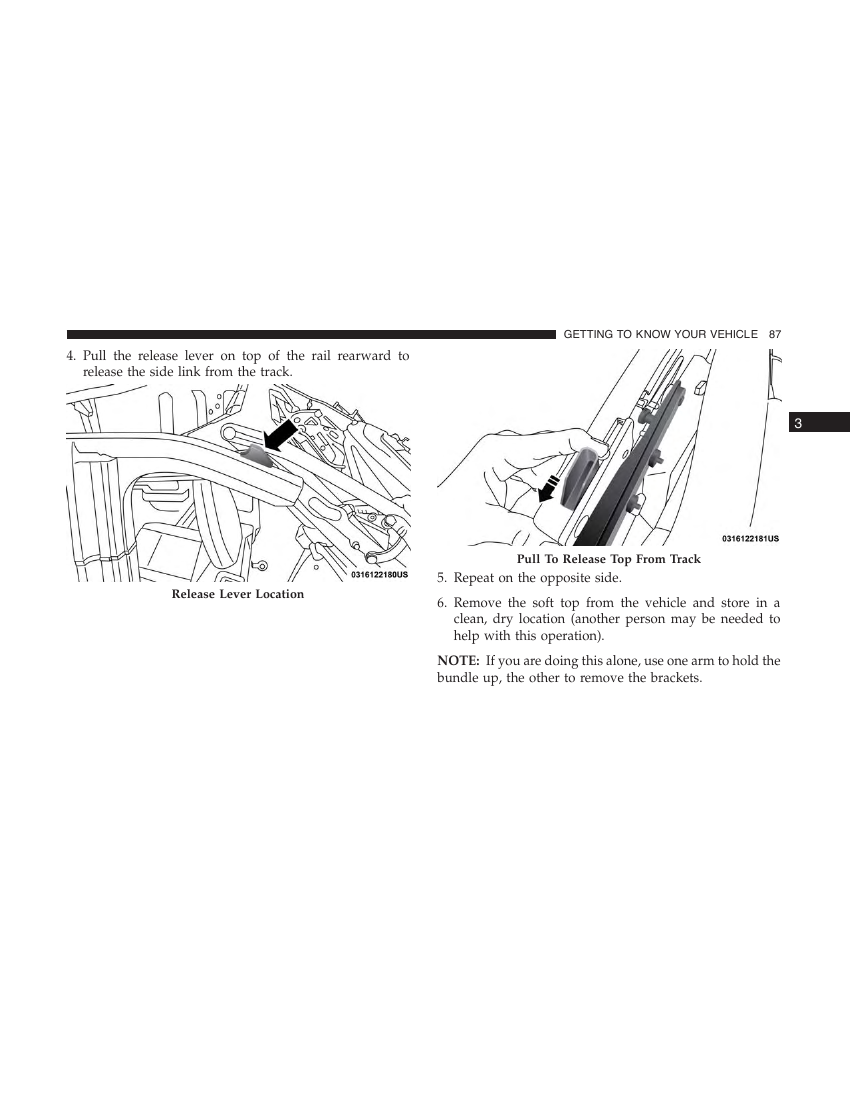 GETTING TO KNOW YOUR VEHICLE 87
4. Pull the release lever on top of the rail rearward to
release the side link from the track.
0316122180US
Release Lever Location
3
0316122181US
Pull To Release Top From Track
5. Repeat on the opposite side.
6. Remove the soft top from the vehicle and store in a
clean, dry location (another person may be needed to
help with this operation).
NOTE: If you are doing this alone, use one arm to hold the
bundle up, the other to remove the brackets.